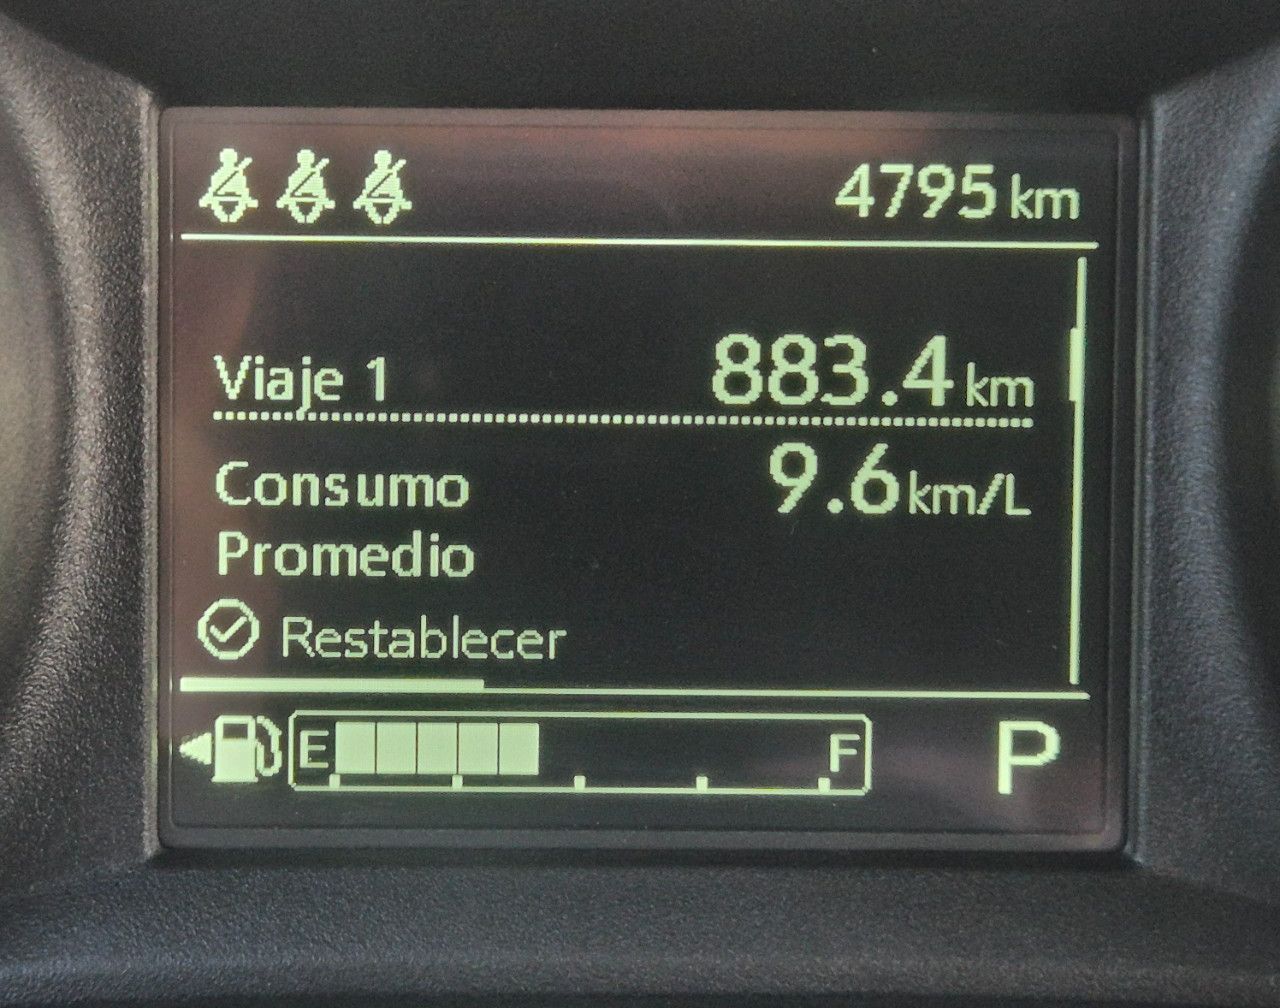 4795 km
Viaje 1 883.4 km
Consumo 9.6 km/L
Promedio
Restablecer
E F P